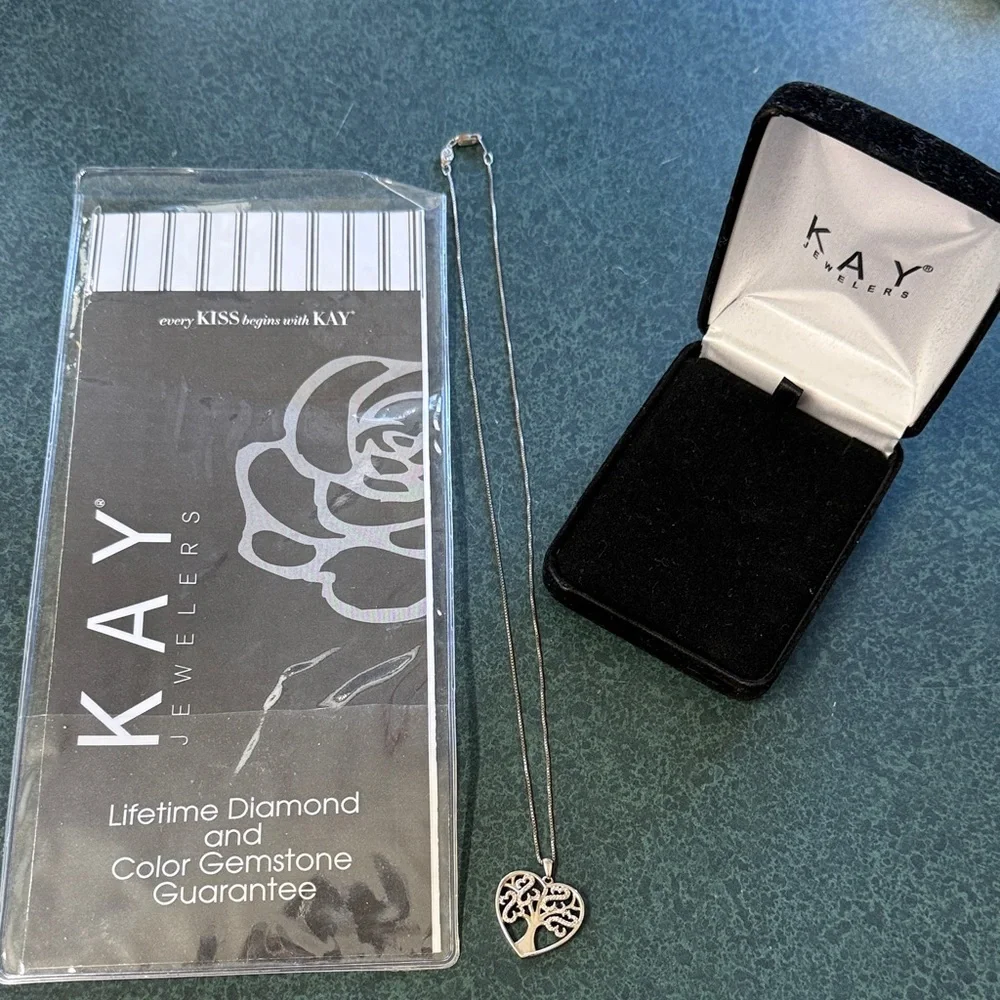 every KISS begins with KAY®
KAY®
JEWELERS
Lifetime Diamond
and
Color Gemstone
Guarantee
KAY®
JEWELERS